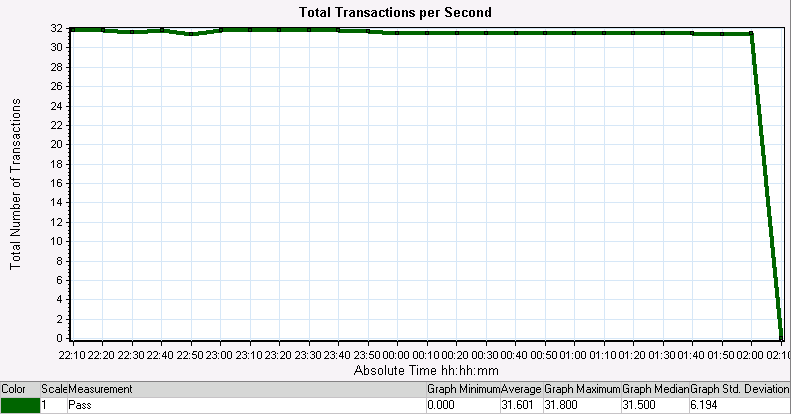 Total Transactions per Second
Total Number of Transactions
32
30
28
26
24
22
20
18
16
14
12
10
8
6
4
2
0
22:10 22:20 22:30 22:40 22:50 23:00 23:10 23:20 23:30 23:40 23:50 00:00 00:10 00:20 00:30 00:40 00:50 01:00 01:10 01:20 01:30 01:40 01:50 02:00 02:10
Absolute Time hh:hh:mm
Color Scale Measurement Graph Minimum Average Graph Maximum Graph Median Graph Std. Deviation
1 Pass 0.000 31.601 31.800 31.500 6.194